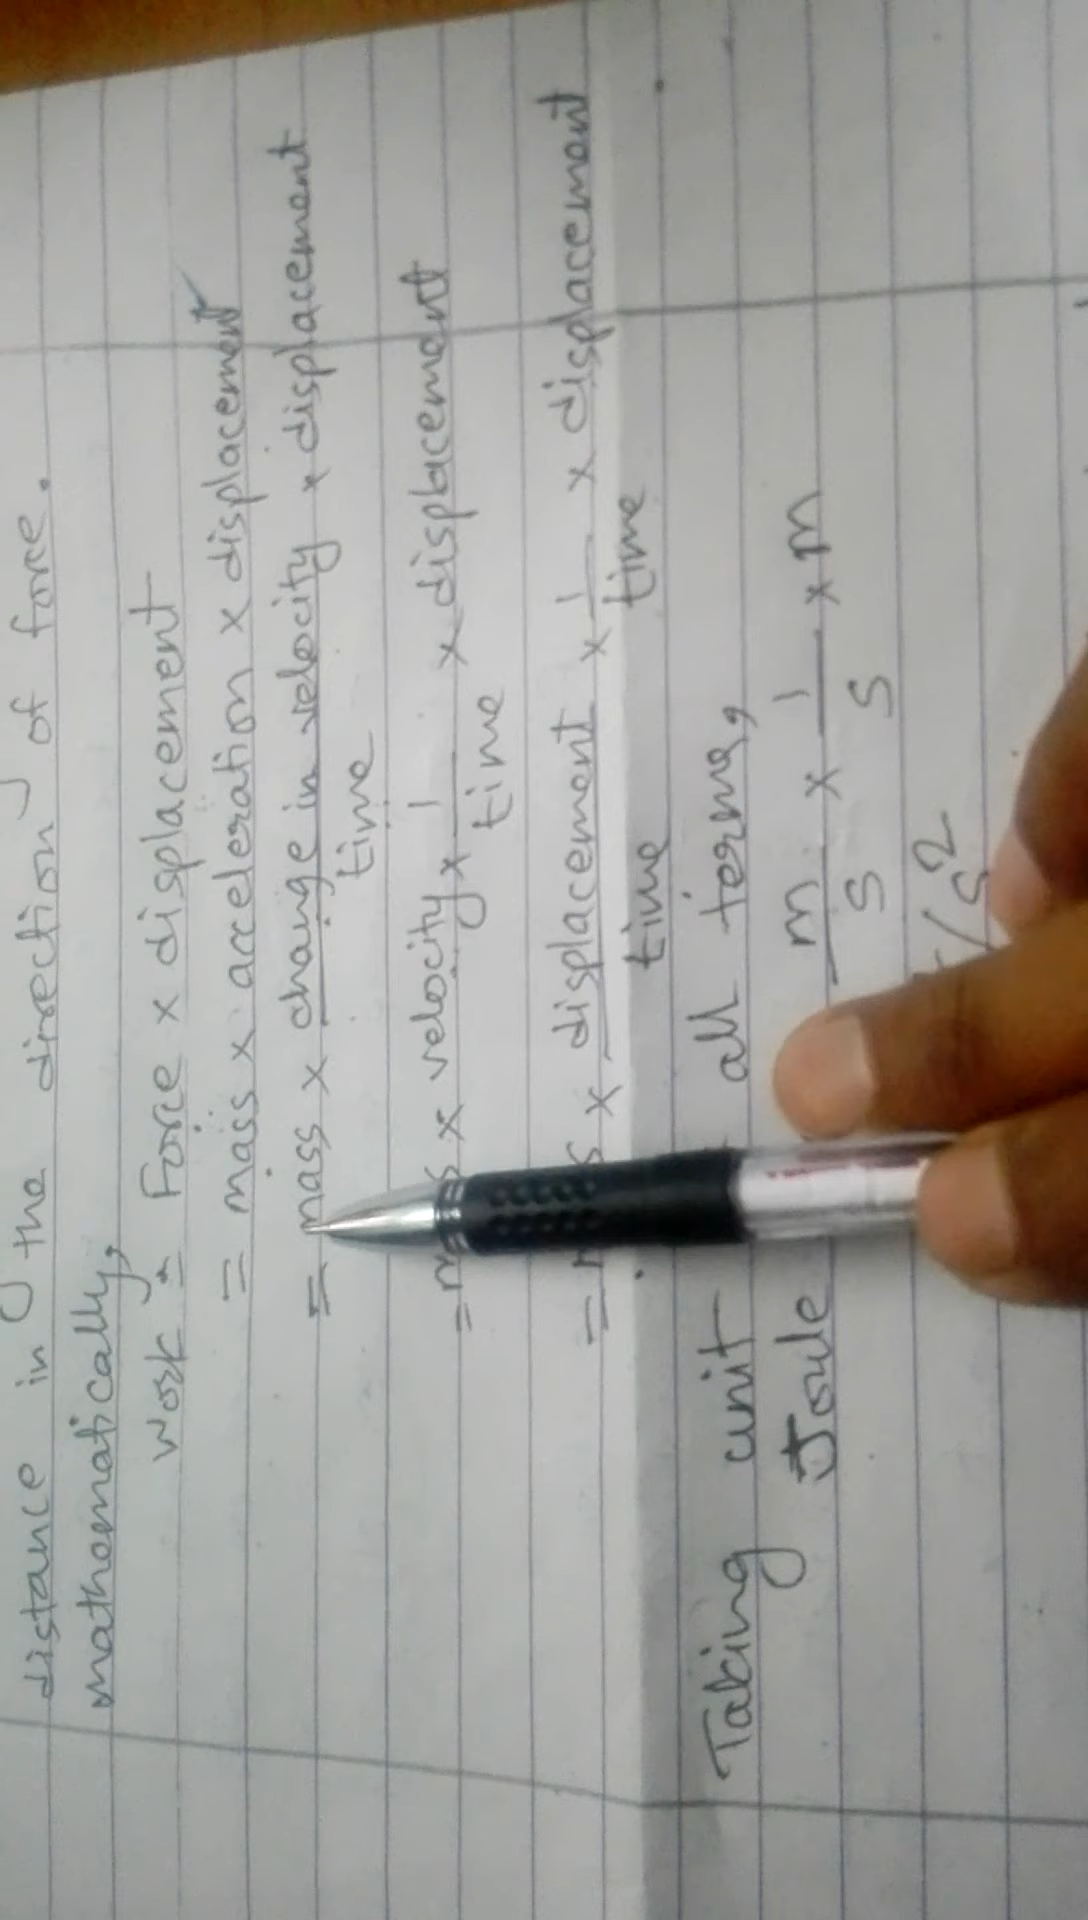 distance in the direction of force.
mathematically,
Work = Force × displacement
= mass × acceleration × displacement
= mass × change in velocity × displacement
time
= × velocity × 1 × displacement
time
= × displacement × 1 × displacement
time time
Taking unit all terms,
Joule m × 1 × m
s s
/s²